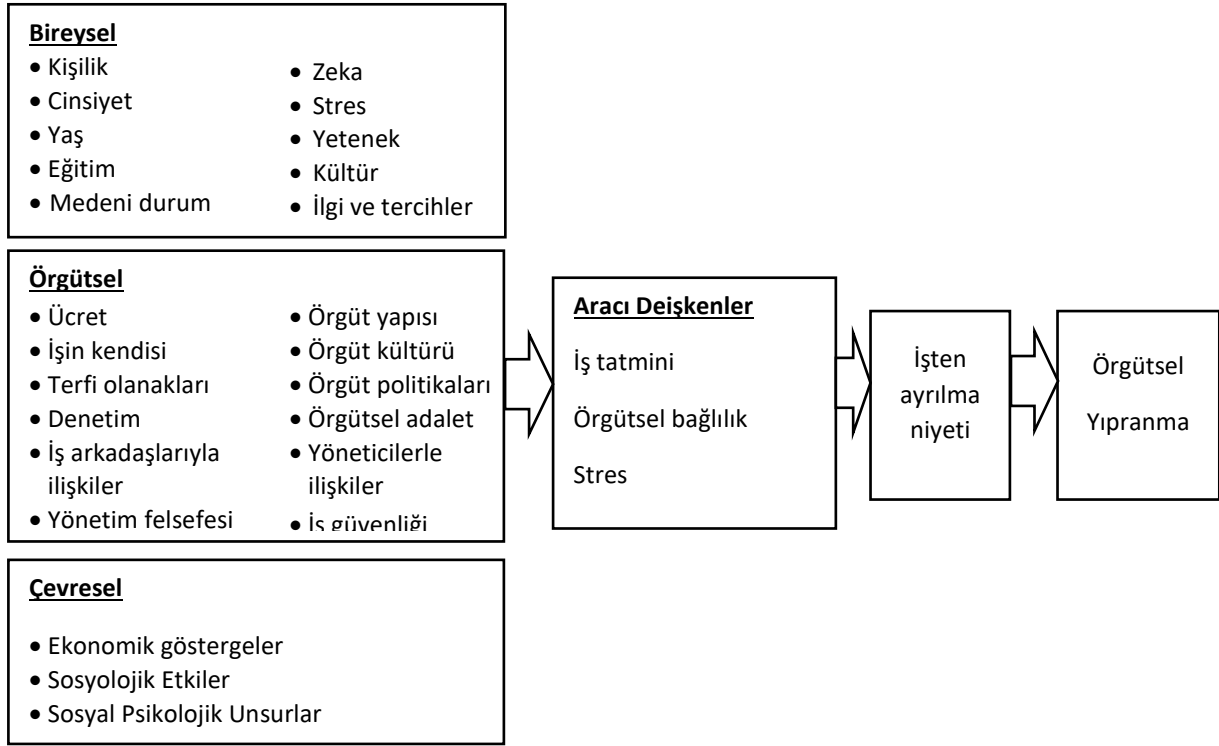 Bireysel
• Kişilik
• Cinsiyet
• Yaş
• Eğitim
• Medeni durum
• Zeka
• Stres
• Yetenek
• Kültür
• İlgi ve tercihler
Örgütsel
• Ücret
• İşin kendisi
• Terfi olanakları
• Denetim
• İş arkadaşlarıyla
ilişkiler
• Yönetim felsefesi
• Örgüt yapısı
• Örgüt kültürü
• Örgüt politikaları
• Örgütsel adalet
• Yöneticilerle
ilişkiler
• İş güvenliği
Çevresel
• Ekonomik göstergeler
• Sosyolojik Etkiler
• Sosyal Psikolojik Unsurlar
Aracı Deişkenler
İş tatmini
Örgütsel bağlılık
Stres
İşten
ayrılma
niyeti
Örgütsel
Yıpranma